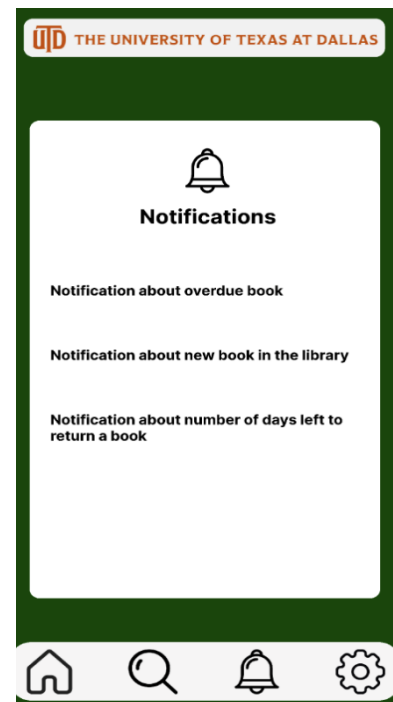 UTD THE UNIVERSITY OF TEXAS AT DALLAS
Notifications
Notification about overdue book
Notification about new book in the library
Notification about number of days left to
return a book